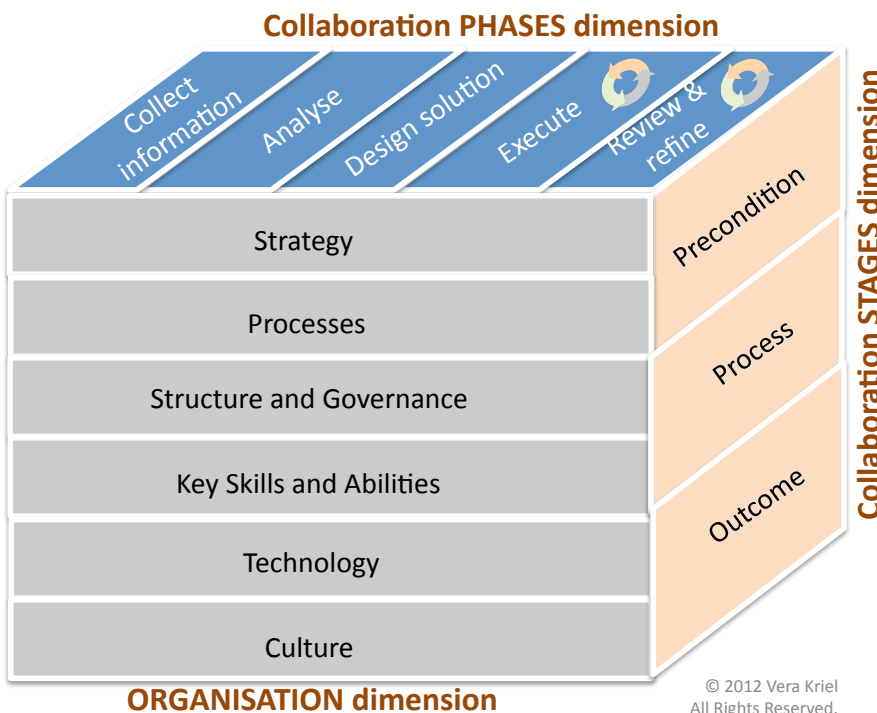 Collaboration PHASES dimension
Collect
information
Analyse
Design solution
Execute
Review &
refine
Strategy
Processes
Structure and Governance
Key Skills and Abilities
Technology
Culture
Precondition
Process
Outcome
Collaboration STAGES dimension
ORGANISATION dimension
© 2012 Vera Kriel
All Rights Reserved.